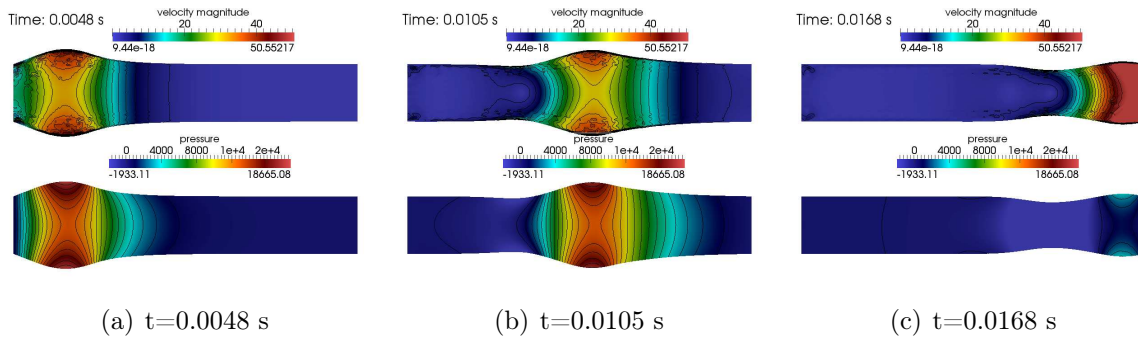 Time: 0.0048 s
velocity magnitude
20 40
9.44e-18 50.55217
pressure
0 4000 8000 1e+4 2e+4
-1933.11 18665.08
(a) t=0.0048 s
Time: 0.0105 s
velocity magnitude
20 40
9.44e-18 50.55217
pressure
0 4000 8000 1e+4 2e+4
-1933.11 18665.08
(b) t=0.0105 s
Time: 0.0168 s
velocity magnitude
20 40
9.44e-18 50.55217
pressure
0 4000 8000 1e+4 2e+4
-1933.11 18665.08
(c) t=0.0168 s